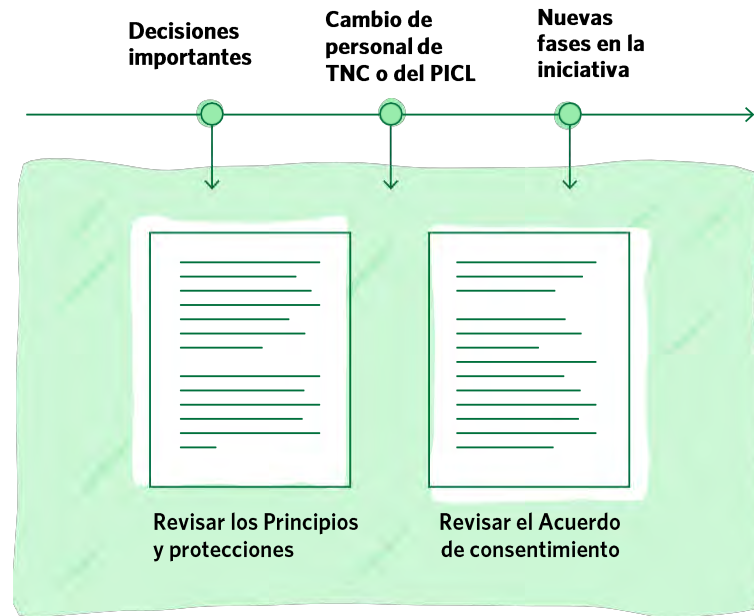 Decisiones
importantes
Cambio de
personal de
TNC o del PICL
Nuevas
fases en la
iniciativa
Revisar los Principios
y protecciones
Revisar el Acuerdo
de consentimiento